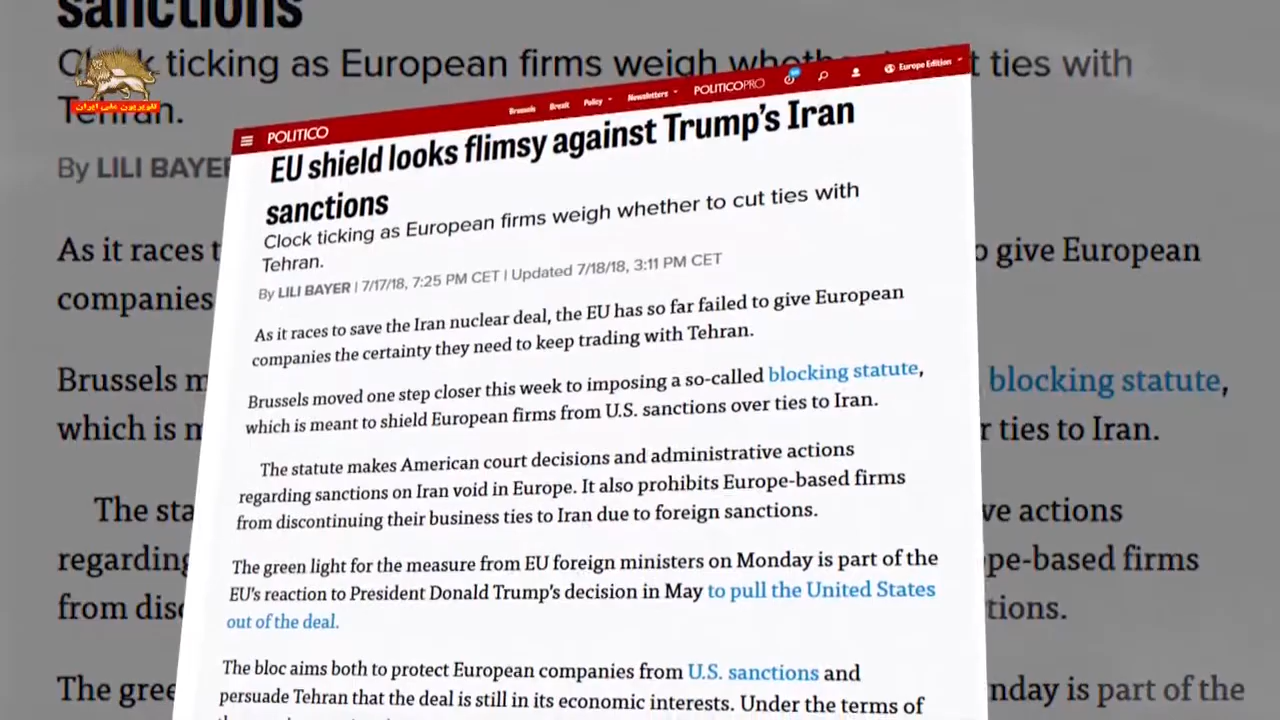 sanctions
Clock ticking as European firms weigh wheth t ties with
Tehran.
By LILI BAYER
As it races t o give European
companies
Brussels m blocking statute,
which is m r ties to Iran.
The sta ve actions
regarding pe-based firms
from disc tions.
The gree nday is part of the
تلویزیون ملی ایران
POLITICO
Brussels Brexit Policy Newsletters POLITICOPRO Europe Edition
EU shield looks flimsy against Trump's Iran
sanctions
Clock ticking as European firms weigh whether to cut ties with
Tehran.
By LILI BAYER | 7/17/18, 7:25 PM CET | Updated 7/18/18, 3:11 PM CET
As it races to save the Iran nuclear deal, the EU has so far failed to give European
companies the certainty they need to keep trading with Tehran.
Brussels moved one step closer this week to imposing a so-called blocking statute,
which is meant to shield European firms from U.S. sanctions over ties to Iran.
The statute makes American court decisions and administrative actions
regarding sanctions on Iran void in Europe. It also prohibits Europe-based firms
from discontinuing their business ties to Iran due to foreign sanctions.
The green light for the measure from EU foreign ministers on Monday is part of the
EU's reaction to President Donald Trump's decision in May to pull the United States
out of the deal.
The bloc aims both to protect European companies from U.S. sanctions and
persuade Tehran that the deal is still in its economic interests. Under the terms of